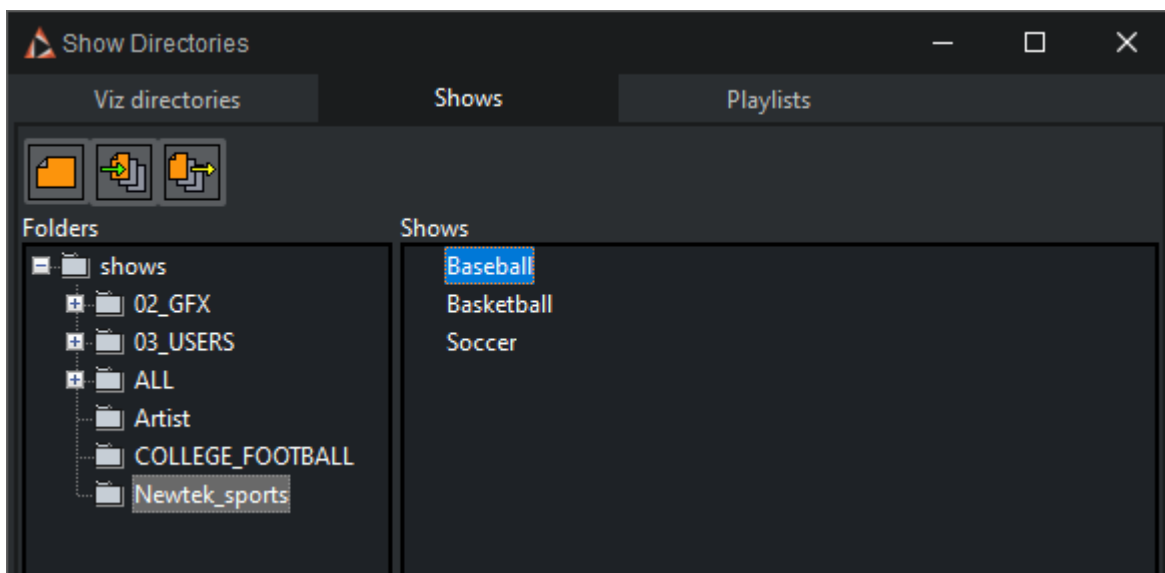 Show Directories
Viz directories
Shows
Playlists
Folders
shows
02_GFX
03_USERS
ALL
Artist
COLLEGE_FOOTBALL
Newtek_sports
Shows
Baseball
Basketball
Soccer